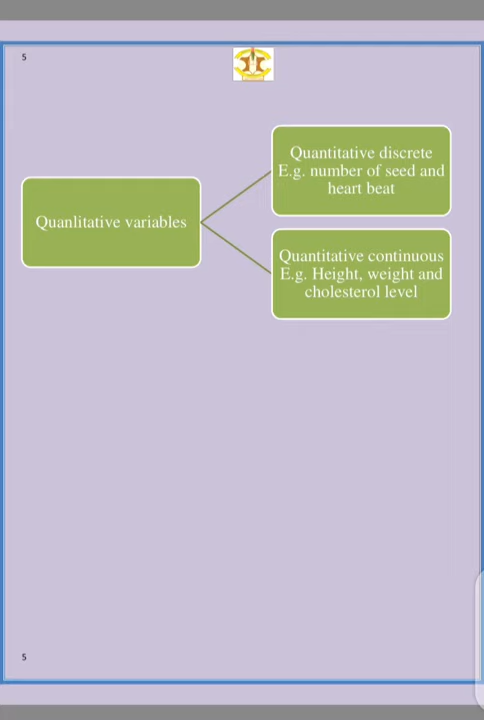 5
Quanlitative variables
Quantitative discrete
E.g. number of seed and
heart beat
Quantitative continuous
E.g. Height, weight and
cholesterol level
5